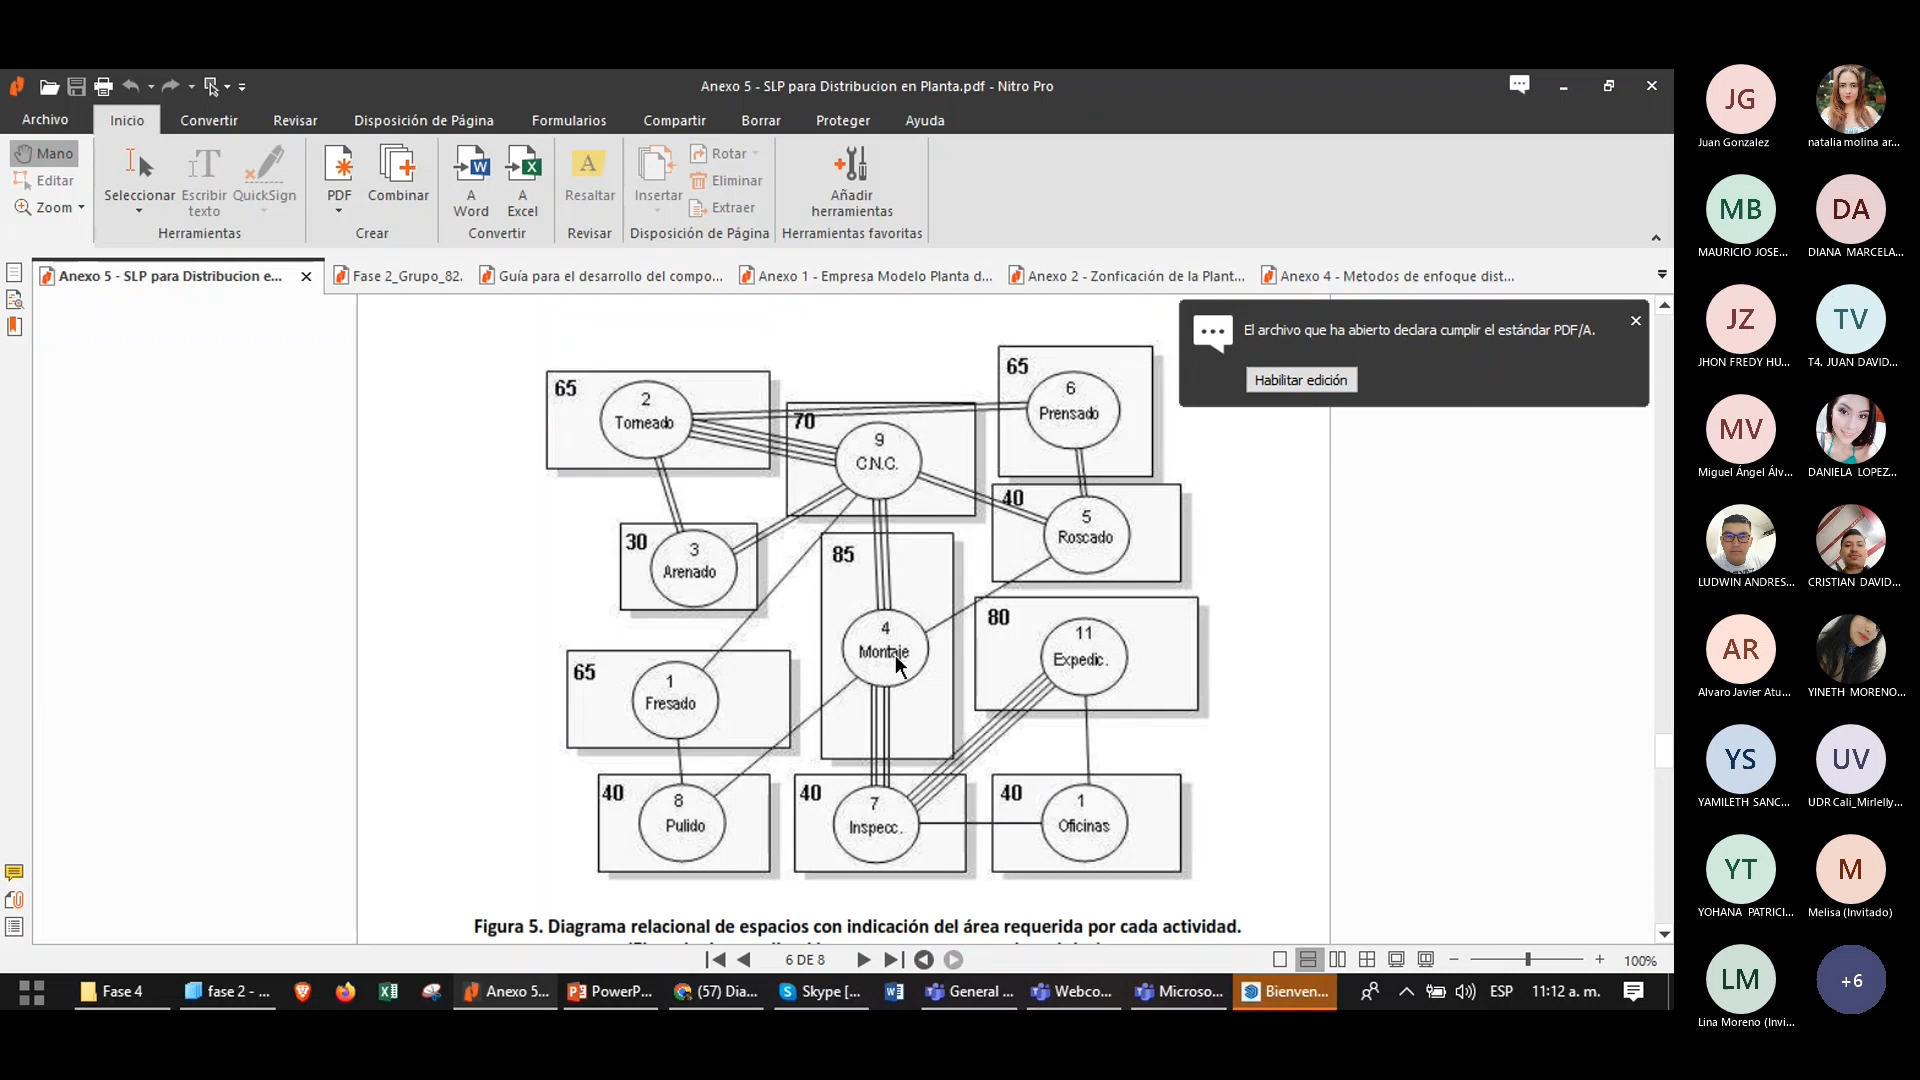 Anexo 5 - SLP para Distribucion en Planta.pdf - Nitro Pro
Archivo Inicio Convertir Revisar Disposición de Página Formularios Compartir Borrar Proteger Ayuda
Mano
Editar
Zoom
Seleccionar
Escribir texto
QuickSign
Herramientas
PDF
Combinar
Crear
A Word
A Excel
Convertir
Resaltar
Revisar
Insertar
Rotar
Eliminar
Extraer
Disposición de Página
Añadir herramientas
Herramientas favoritas
Anexo 5 - SLP para Distribucion e...
Fase 2_Grupo_82.
Guía para el desarrollo del compo...
Anexo 1 - Empresa Modelo Planta d...
Anexo 2 - Zonficación de la Plant...
Anexo 4 - Metodos de enfoque dist...
El archivo que ha abierto declara cumplir el estándar PDF/A.
Habilitar edición
65
2
Torneado
65
6
Prensado
70
9
C.N.C.
40
5
Roscado
30
3
Arenado
85
4
Montaje
80
11
Expedic.
65
1
Fresado
40
8
Pulido
40
7
Inspecc.
40
1
Oficinas
Figura 5. Diagrama relacional de espacios con indicación del área requerida por cada actividad.
6 DE 8
100%
Fase 4
fase 2 - ...
Anexo 5...
PowerP...
(57) Dia...
Skype [...
General ...
Webco...
Microso...
Bienven...
ESP
11:12 a. m.
JG
Juan Gonzalez
natalia molina ar...
MB
MAURICIO JOSE...
DA
DIANA MARCELA...
JZ
JHON FREDY HU...
TV
T4. JUAN DAVID...
MV
Miguel Ángel Álv...
DANIELA LOPEZ...
LUDWIN ANDRES...
CRISTIAN DAVID...
AR
Alvaro Javier Atu...
YINETH MORENO...
YS
YAMILETH SANC...
UV
UDR Cali_Mirlelly...
YT
YOHANA PATRICI...
M
Melisa (Invitado)
LM
Lina Moreno (Invi...
+6